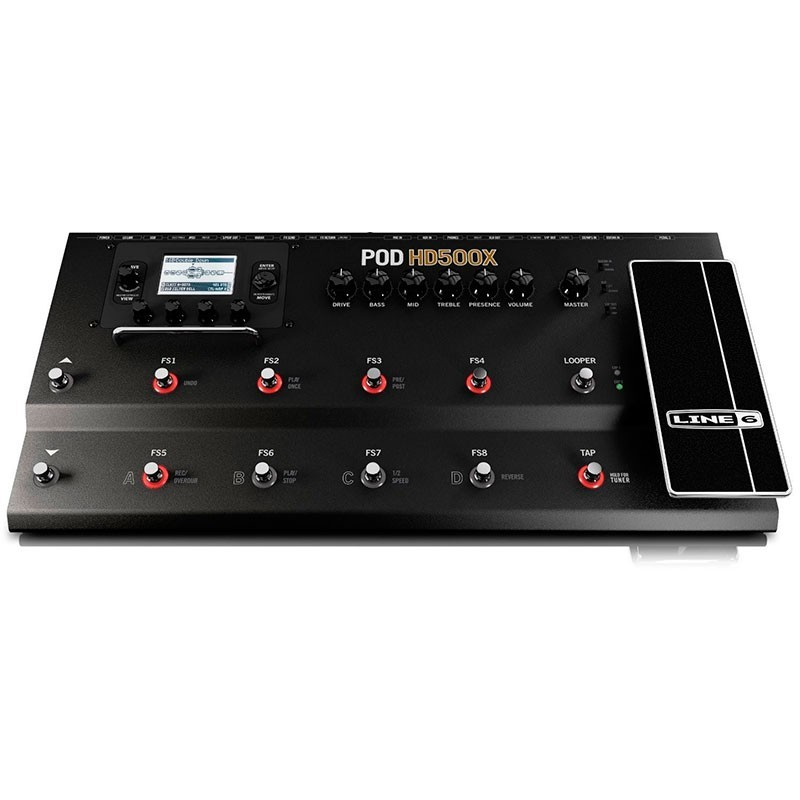 POD HD500X
VIEW
ENTER
MOVE
DRIVE
BASS
MID
TREBLE
PRESENCE
VOLUME
MASTER
FS1
UNDO
FS2
PLAY
ONCE
FS3
PRE/
POST
FS4
LOOPER
LINE 6
A
FS5
REC/
OVERDUB
B
FS6
PLAY/
STOP
C
FS7
1/2
SPEED
D
FS8
REVERSE
TAP
HOLD FOR
TUNER